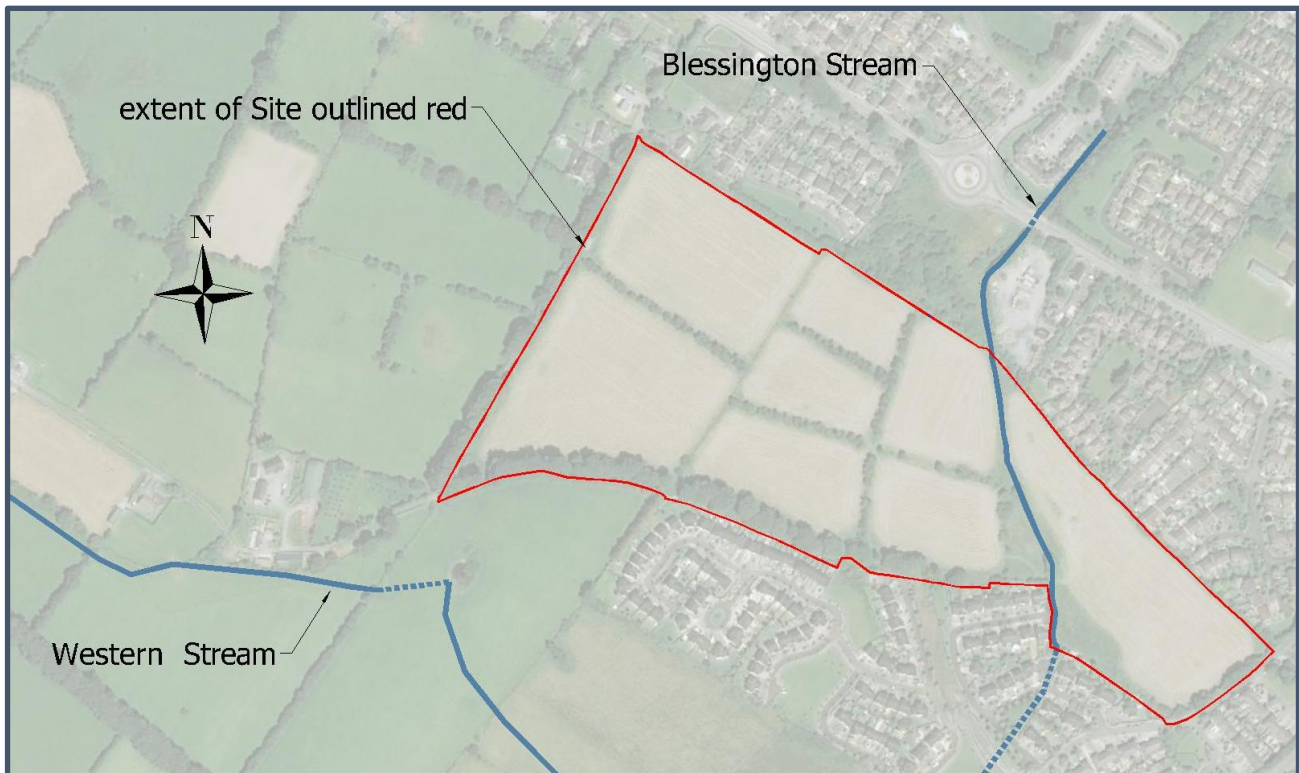 Blessington Stream
extent of Site outlined red
N
Western Stream